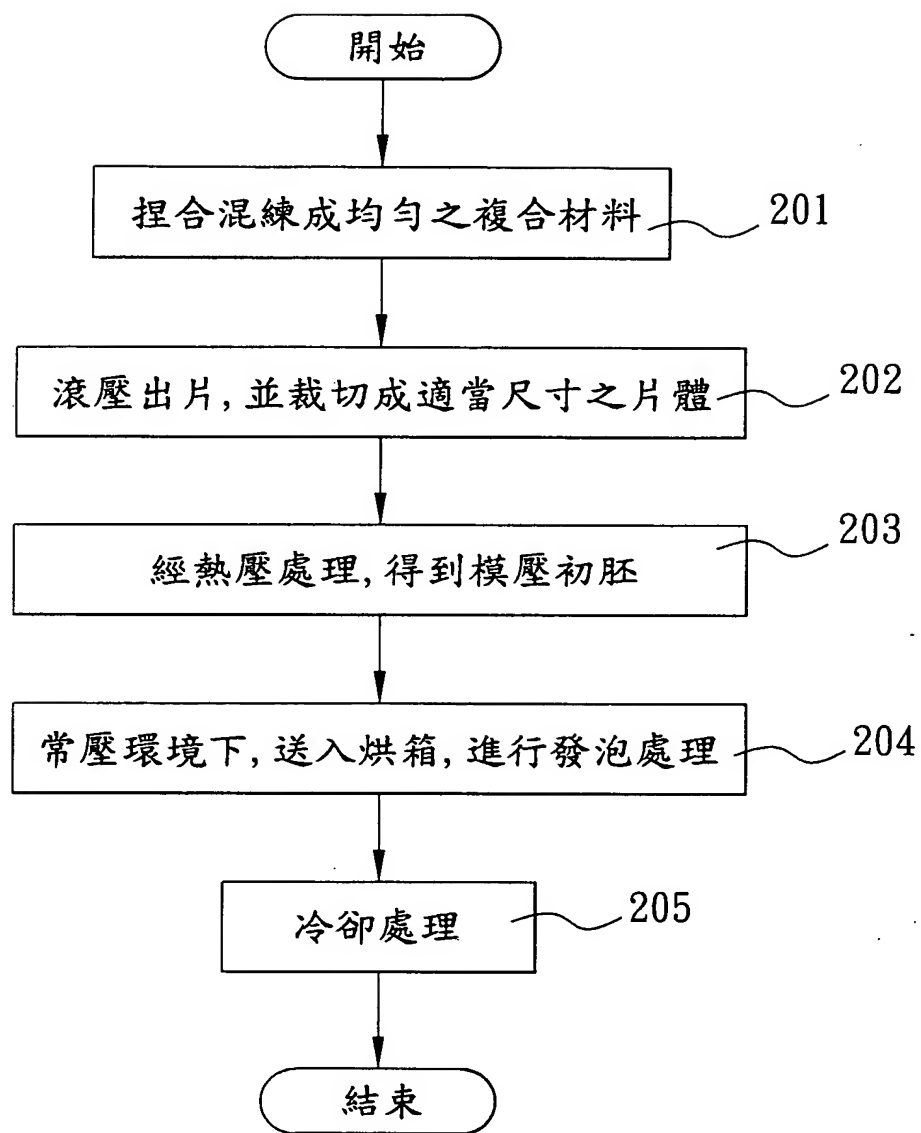 開始
捏合混練成均勻之複合材料
201
滾壓出片,並裁切成適當尺寸之片體
202
經熱壓處理,得到模壓初胚
203
常壓環境下,送入烘箱,進行發泡處理
204
冷卻處理
205
結束